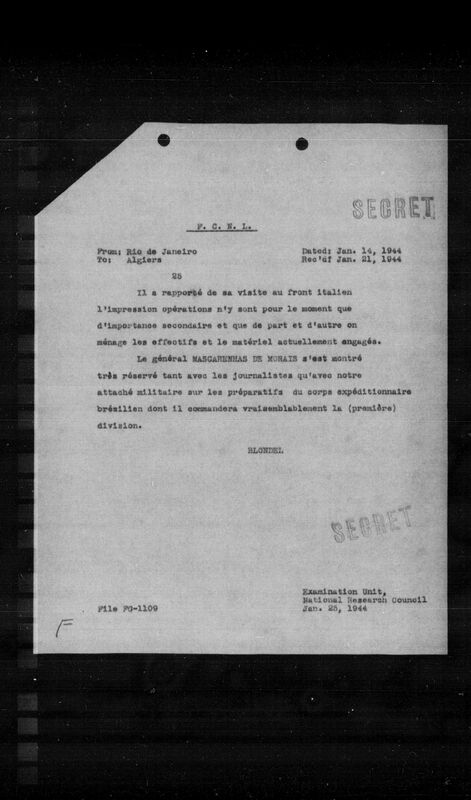 SECRET
F. C. N. L.
From: Rio de Janeiro Dated: Jan. 14, 1944
To: Algiers Rec'd: Jan. 21, 1944
25
Il a rapporté de sa visite au front italien
l'impression opérations n'y sont pour le moment que
d'importance secondaire et que de part et d'autre on
ménage les effectifs et le matériel actuellement engagés.
Le général MASCARENHAS DE MORAIS s'est montré
très réservé tant avec les journalistes qu'avec notre
attaché militaire sur les préparatifs du corps expéditionnaire
brésilien dont il commandera vraisemblablement la (première)
division.
BLONDEL
SECRET
Examination Unit,
National Research Council
File FG-1109 Jan. 25, 1944
F